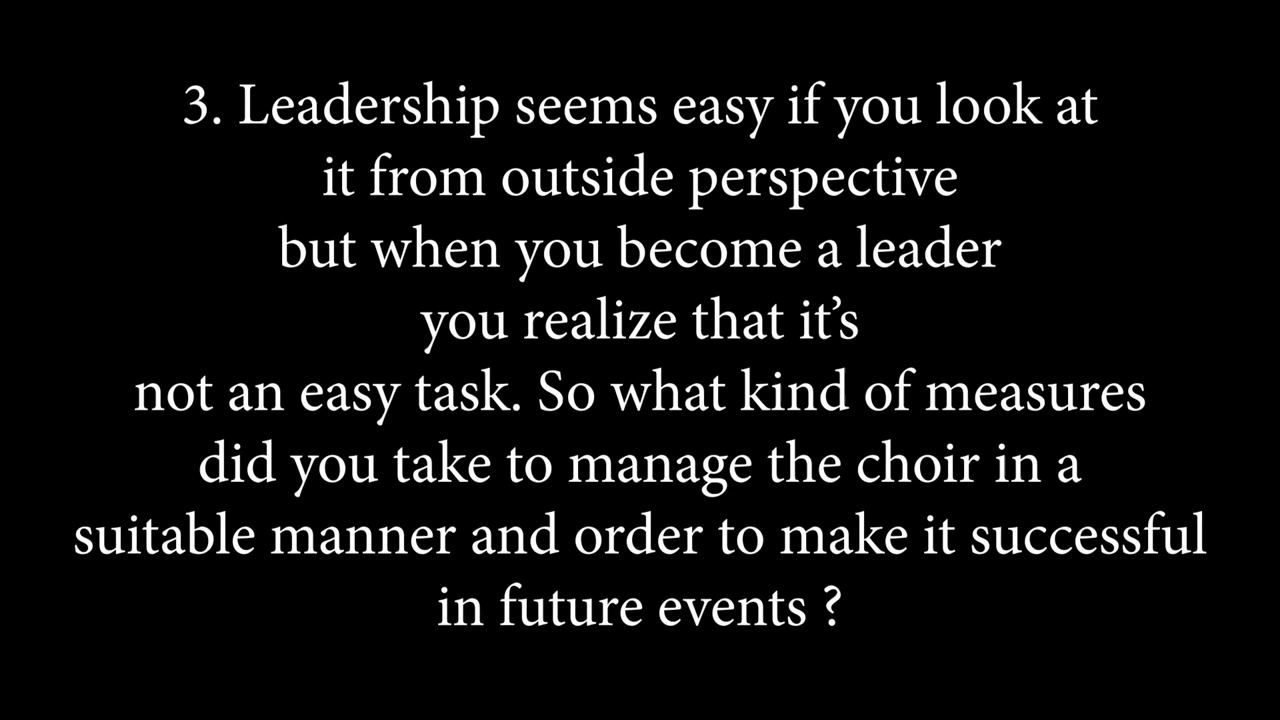 3. Leadership seems easy if you look at
it from outside perspective
but when you become a leader
you realize that it’s
not an easy task. So what kind of measures
did you take to manage the choir in a
suitable manner and order to make it successful
in future events ?